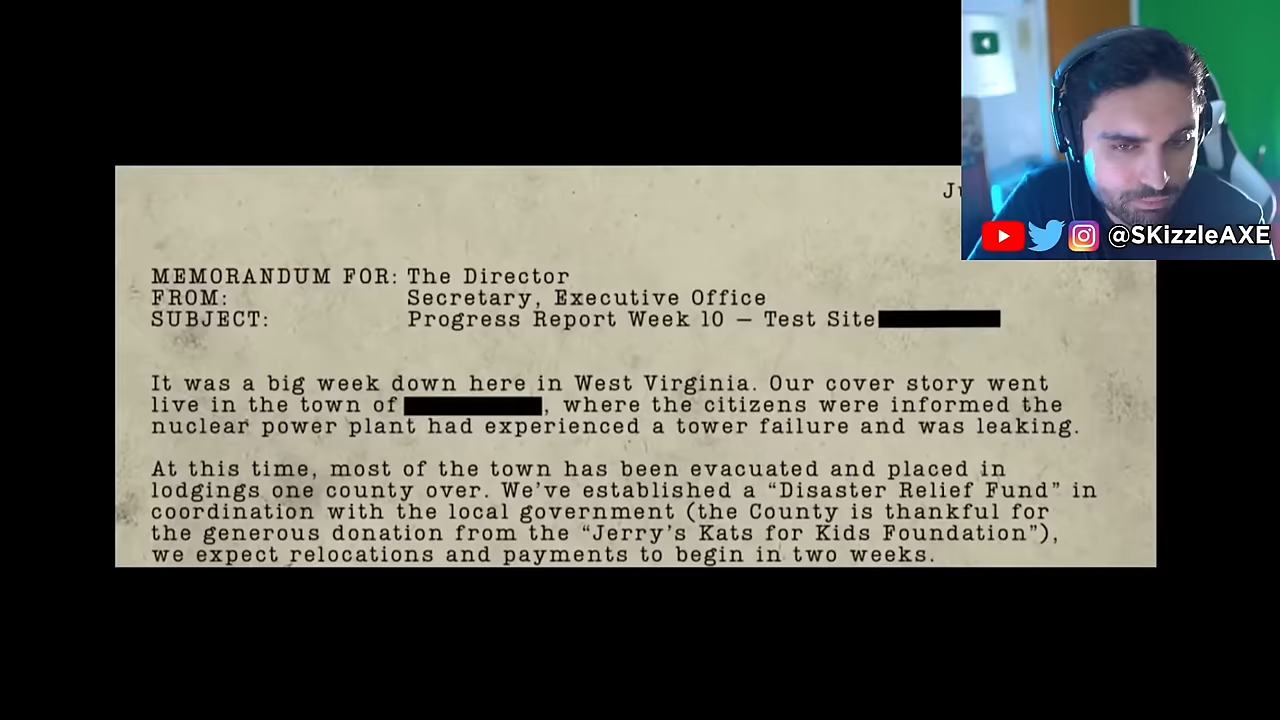 @SKizzleAXE
MEMORANDUM FOR: The Director
FROM: Secretary, Executive Office
SUBJECT: Progress Report Week 10 — Test Site
It was a big week down here in West Virginia. Our cover story went
live in the town of , where the citizens were informed the
nuclear power plant had experienced a tower failure and was leaking.
At this time, most of the town has been evacuated and placed in
lodgings one county over. We've established a “Disaster Relief Fund” in
coordination with the local government (the County is thankful for
the generous donation from the “Jerry's Kats for Kids Foundation”),
we expect relocations and payments to begin in two weeks.